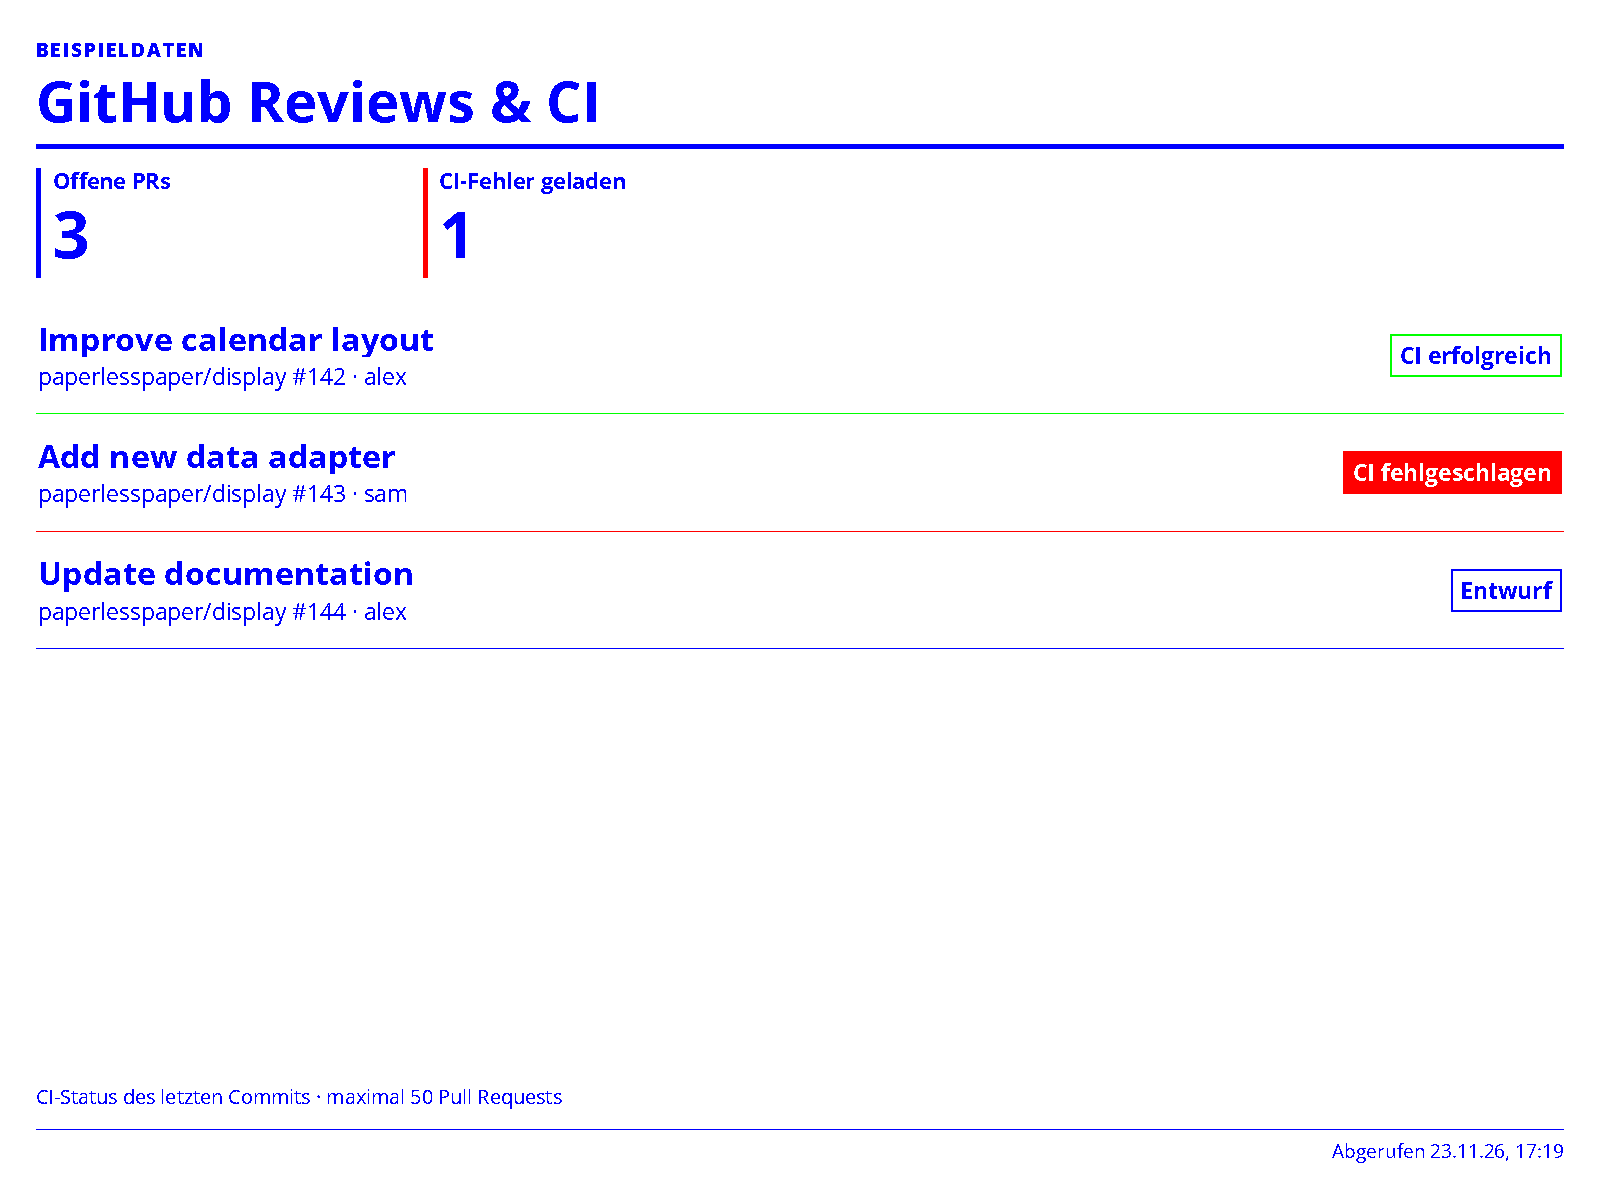 BEISPIELDATEN
GitHub Reviews & CI
Offene PRs
3
CI-Fehler geladen
1
Improve calendar layout
paperlesspaper/display #142 · alex
CI erfolgreich
Add new data adapter
paperlesspaper/display #143 · sam
CI fehlgeschlagen
Update documentation
paperlesspaper/display #144 · alex
Entwurf
CI-Status des letzten Commits · maximal 50 Pull Requests
Abgerufen 23.11.26, 17:19